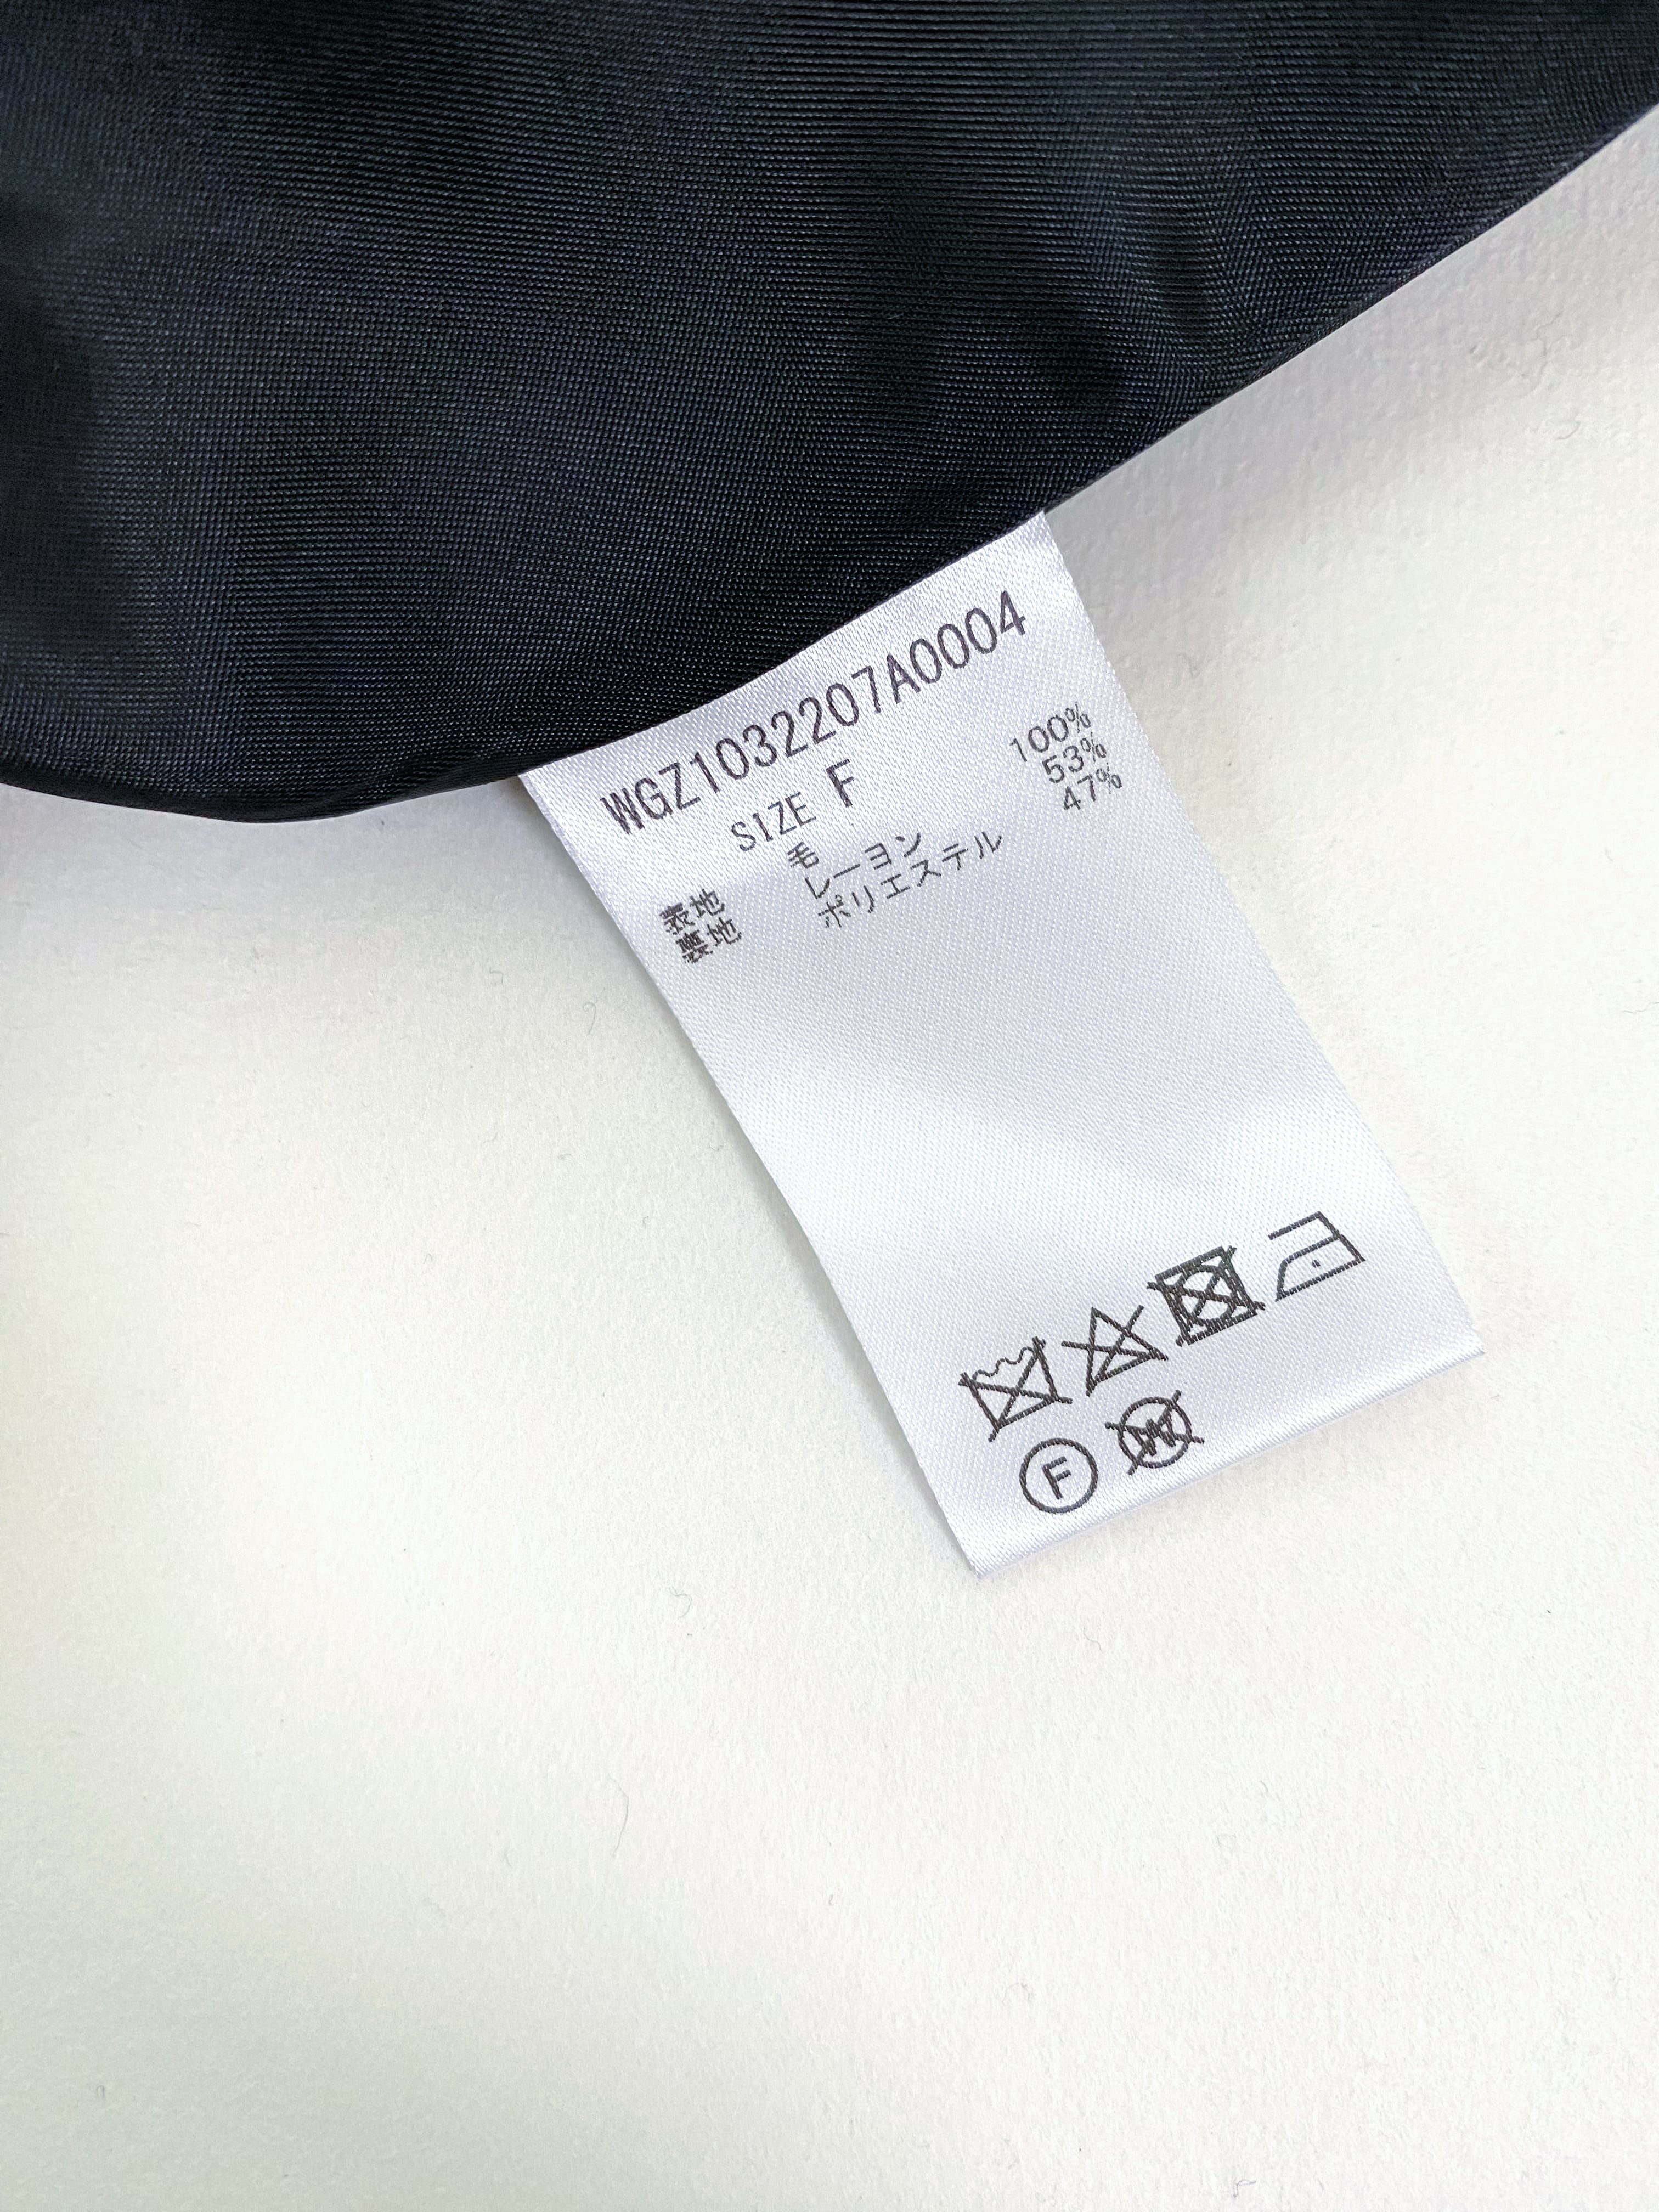 WGZ1032207A0004
SIZE F
表地 毛 100%
裏地 レーヨン 53%
ポリエステル 47%
F
W